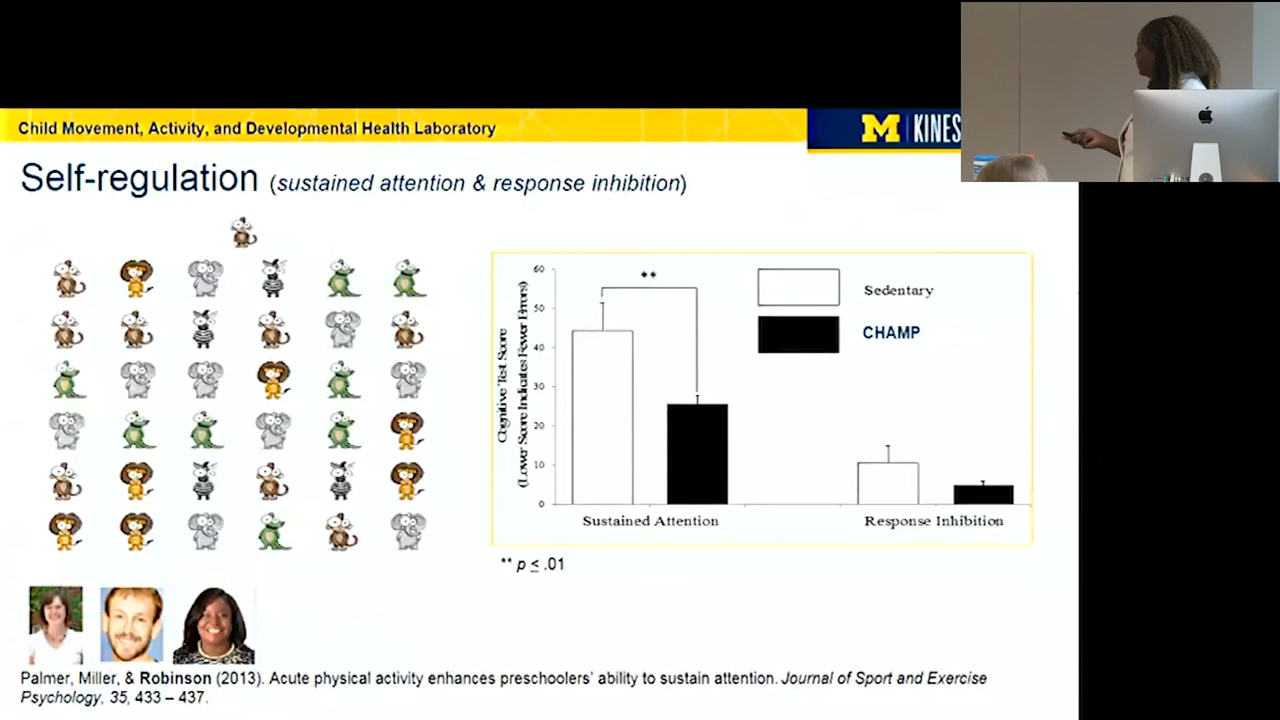 Child Movement, Activity, and Developmental Health Laboratory
M | KINES
Self-regulation (sustained attention & response inhibition)
Cognitive Test Score
(Lower Score Indicates Fewer Errors)
60
50
40
30
20
10
0
**
Sedentary
CHAMP
Sustained Attention
Response Inhibition
** p ≤ .01
Palmer, Miller, & Robinson (2013). Acute physical activity enhances preschoolers’ ability to sustain attention. Journal of Sport and Exercise
Psychology, 35, 433 – 437.